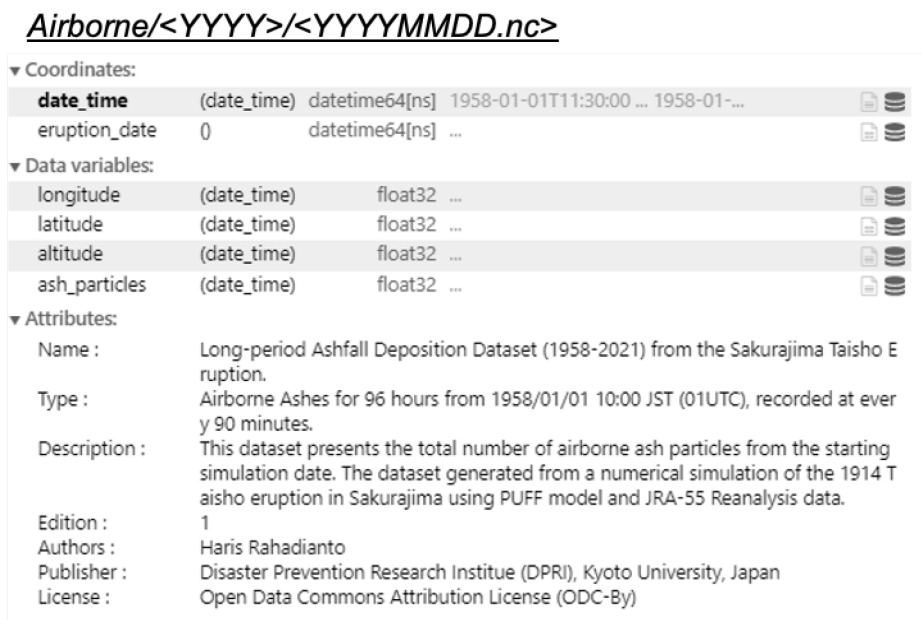 Airborne/<YYYY>/<YYYYMMDD.nc>
▼ Coordinates:
date_time (date_time) datetime64[ns] 1958-01-01T11:30:00 ... 1958-01-...
eruption_date () datetime64[ns] ...
▼ Data variables:
longitude (date_time) float32 ...
latitude (date_time) float32 ...
altitude (date_time) float32 ...
ash_particles (date_time) float32 ...
▼ Attributes:
Name : Long-period Ashfall Deposition Dataset (1958-2021) from the Sakurajima Taisho E
ruption.
Type : Airborne Ashes for 96 hours from 1958/01/01 10:00 JST (01UTC), recorded at ever
y 90 minutes.
Description : This dataset presents the total number of airborne ash particles from the starting
simulation date. The dataset generated from a numerical simulation of the 1914 T
aisho eruption in Sakurajima using PUFF model and JRA-55 Reanalysis data.
Edition : 1
Authors : Haris Rahadianto
Publisher : Disaster Prevention Research Institue (DPRI), Kyoto University, Japan
License : Open Data Commons Attribution License (ODC-By)